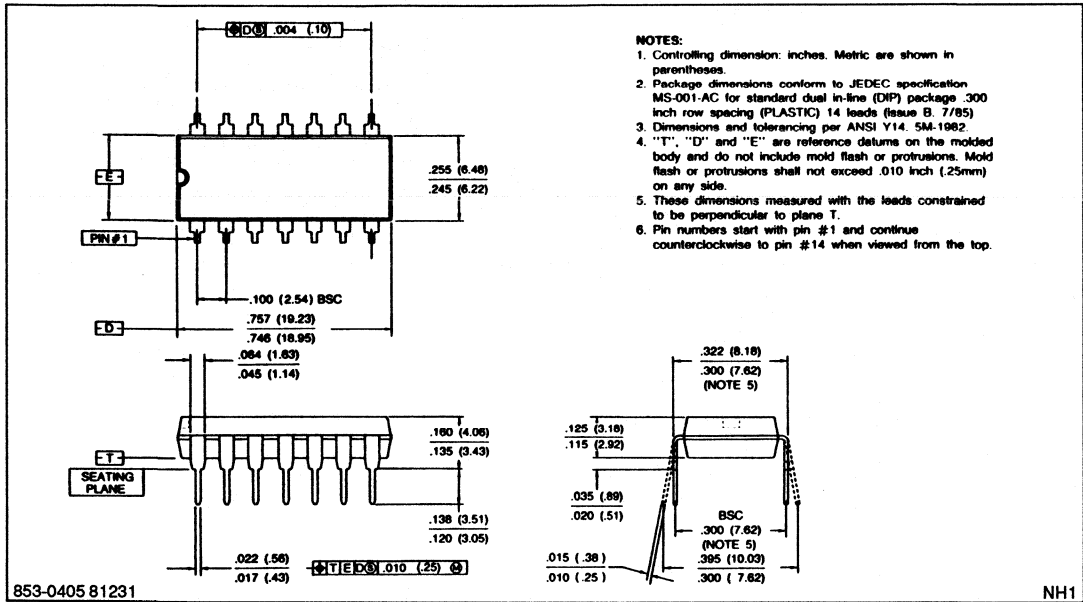 ⌖ D Ⓢ .004 (.10)
NOTES:
1. Controlling dimension: inches. Metric are shown in
parentheses.
2. Package dimensions conform to JEDEC specification
MS-001-AC for standard dual in-line (DIP) package .300
inch row spacing (PLASTIC) 14 leads (issue B. 7/85)
3. Dimensions and tolerancing per ANSI Y14. 5M-1982.
4. "T", "D" and "E" are reference datums on the molded
body and do not include mold flash or protrusions. Mold
flash or protrusions shall not exceed .010 inch (.25mm)
on any side.
5. These dimensions measured with the leads constrained
to be perpendicular to plane T.
6. Pin numbers start with pin #1 and continue
counterclockwise to pin #14 when viewed from the top.
-E-
.255 (6.48)
.245 (6.22)
PIN #1
.100 (2.54) BSC
-D-
.757 (19.23)
.746 (18.95)
.064 (1.63)
.045 (1.14)
.322 (8.18)
.300 (7.62)
(NOTE 5)
.160 (4.06)
.135 (3.43)
.125 (3.18)
.115 (2.92)
-T-
SEATING
PLANE
.138 (3.51)
.120 (3.05)
.035 (.89)
.020 (.51)
BSC
.300 (7.62)
(NOTE 5)
.022 (.56)
.017 (.43)
⌖ T E D Ⓢ .010 (.25) Ⓜ
.015 (.38)
.010 (.25)
.395 (10.03)
.300 (7.62)
853-0405 81231
NH1